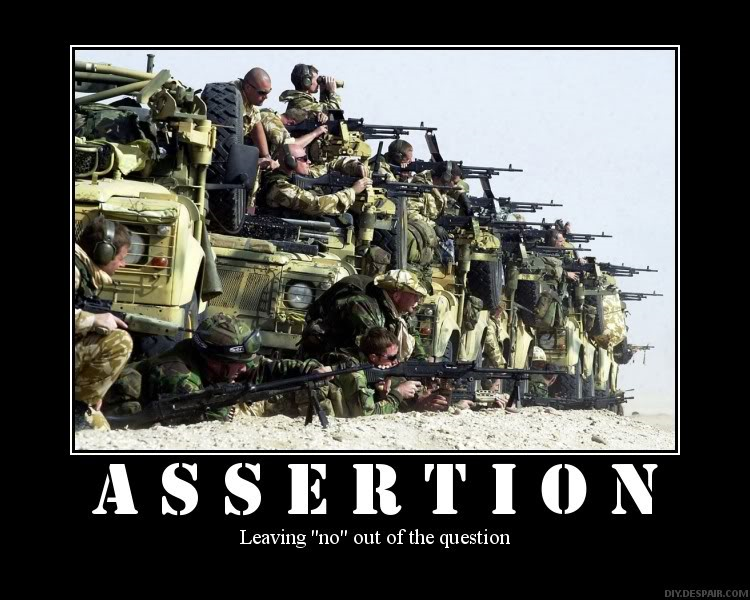 ASSERTION
Leaving "no" out of the question
DIY.DESPAIR.COM